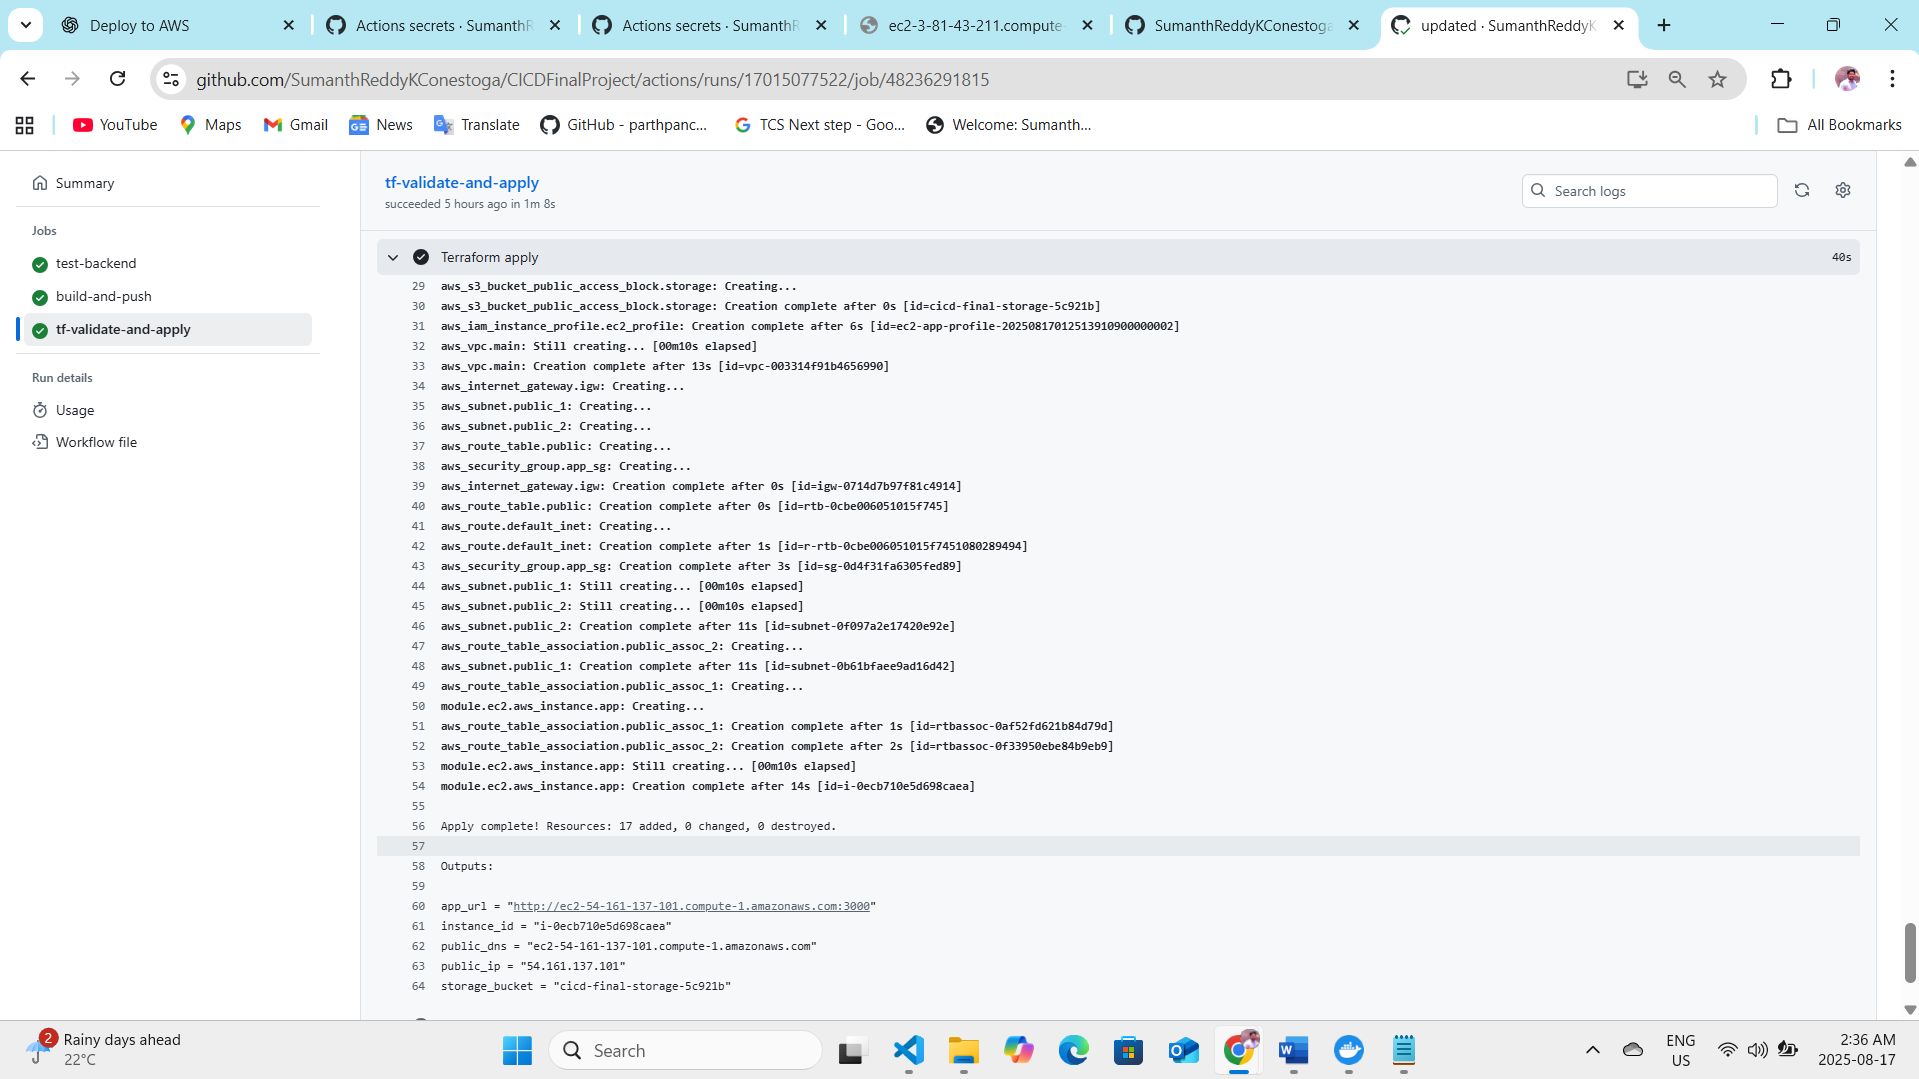 Deploy to AWS
Actions secrets · SumanthR
Actions secrets · SumanthR
ec2-3-81-43-211.compute-
SumanthReddyKConestoga
updated · SumanthReddyK
github.com/SumanthReddyKConestoga/CICDFinalProject/actions/runs/17015077522/job/48236291815
YouTube
Maps
Gmail
News
Translate
GitHub - parthpanc...
TCS Next step - Goo...
Welcome: Sumanth...
All Bookmarks
Summary
Jobs
test-backend
build-and-push
tf-validate-and-apply
Run details
Usage
Workflow file
tf-validate-and-apply
succeeded 5 hours ago in 1m 8s
Search logs
Terraform apply
40s
29 aws_s3_bucket_public_access_block.storage: Creating...
30 aws_s3_bucket_public_access_block.storage: Creation complete after 0s [id=cicd-final-storage-5c921b]
31 aws_iam_instance_profile.ec2_profile: Creation complete after 6s [id=ec2-app-profile-20250817012513910900000002]
32 aws_vpc.main: Still creating... [00m10s elapsed]
33 aws_vpc.main: Creation complete after 13s [id=vpc-003314f91b4656990]
34 aws_internet_gateway.igw: Creating...
35 aws_subnet.public_1: Creating...
36 aws_subnet.public_2: Creating...
37 aws_route_table.public: Creating...
38 aws_security_group.app_sg: Creating...
39 aws_internet_gateway.igw: Creation complete after 0s [id=igw-0714d7b97f81c4914]
40 aws_route_table.public: Creation complete after 0s [id=rtb-0cbe006051015f745]
41 aws_route.default_inet: Creating...
42 aws_route.default_inet: Creation complete after 1s [id=r-rtb-0cbe006051015f7451080289494]
43 aws_security_group.app_sg: Creation complete after 3s [id=sg-0d4f31fa6305fed89]
44 aws_subnet.public_1: Still creating... [00m10s elapsed]
45 aws_subnet.public_2: Still creating... [00m10s elapsed]
46 aws_subnet.public_2: Creation complete after 11s [id=subnet-0f097a2e17420e92e]
47 aws_route_table_association.public_assoc_2: Creating...
48 aws_subnet.public_1: Creation complete after 11s [id=subnet-0b61bfaee9ad16d42]
49 aws_route_table_association.public_assoc_1: Creating...
50 module.ec2.aws_instance.app: Creating...
51 aws_route_table_association.public_assoc_1: Creation complete after 1s [id=rtbassoc-0af52fd621b84d79d]
52 aws_route_table_association.public_assoc_2: Creation complete after 2s [id=rtbassoc-0f33950ebe84b9eb9]
53 module.ec2.aws_instance.app: Still creating... [00m10s elapsed]
54 module.ec2.aws_instance.app: Creation complete after 14s [id=i-0ecb710e5d698caea]
55
56 Apply complete! Resources: 17 added, 0 changed, 0 destroyed.
57
58 Outputs:
59
60 app_url = "http://ec2-54-161-137-101.compute-1.amazonaws.com:3000"
61 instance_id = "i-0ecb710e5d698caea"
62 public_dns = "ec2-54-161-137-101.compute-1.amazonaws.com"
63 public_ip = "54.161.137.101"
64 storage_bucket = "cicd-final-storage-5c921b"
2
Rainy days ahead
22°C
Search
ENG
US
2:36 AM
2025-08-17